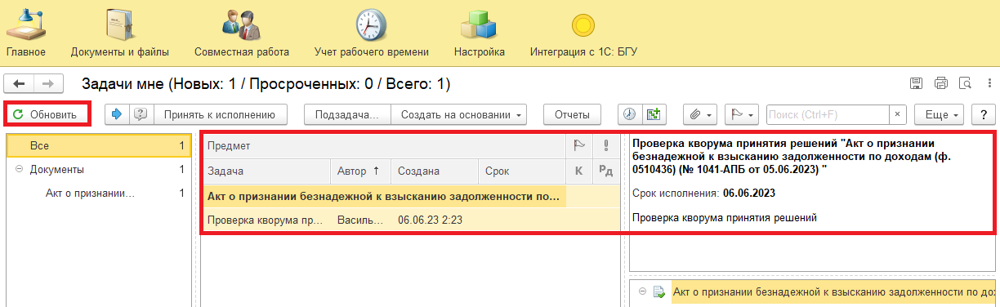 Главное Документы и файлы Совместная работа Учет рабочего времени Настройка Интеграция с 1С: БГУ
Задачи мне (Новых: 1 / Просроченных: 0 / Всего: 1)
Обновить Принять к исполнению Подзадача... Создать на основании Отчеты Поиск (Ctrl+F) × Еще ?
Все 1
Документы 1
Акт о признании... 1
Предмет
Задача Автор ↑ Создана Срок К Рд
Акт о признании безнадежной к взысканию задолженности по...
Проверка кворума пр... Василь... 06.06.23 2:23
Проверка кворума принятия решений "Акт о признании
безнадежной к взысканию задолженности по доходам (ф.
0510436) (№ 1041-АПБ от 05.06.2023) "
Срок исполнения: 06.06.2023
Проверка кворума принятия решений
Акт о признании безнадежной к взысканию задолженности по до